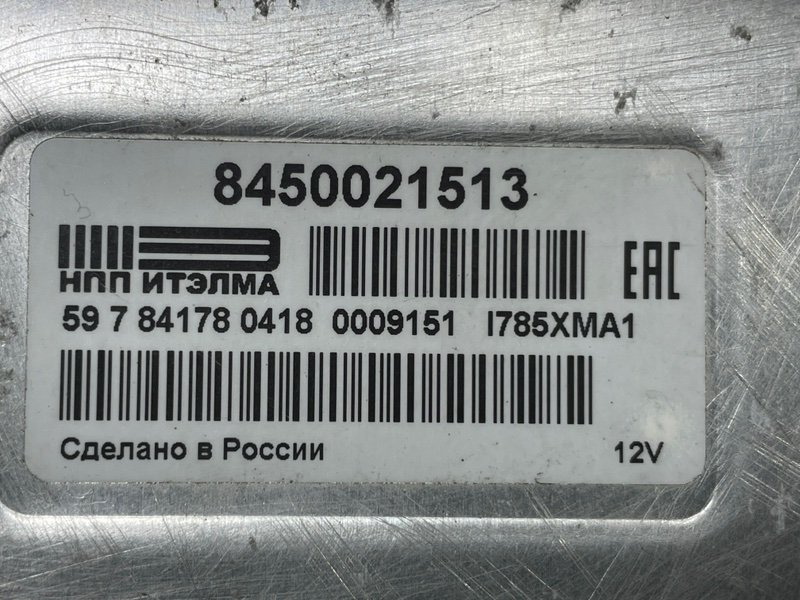 8450021513
НПП ИТЭЛМА
EAC
59 7 84178 0418 0009151 I785XMA1
Сделано в России
12V